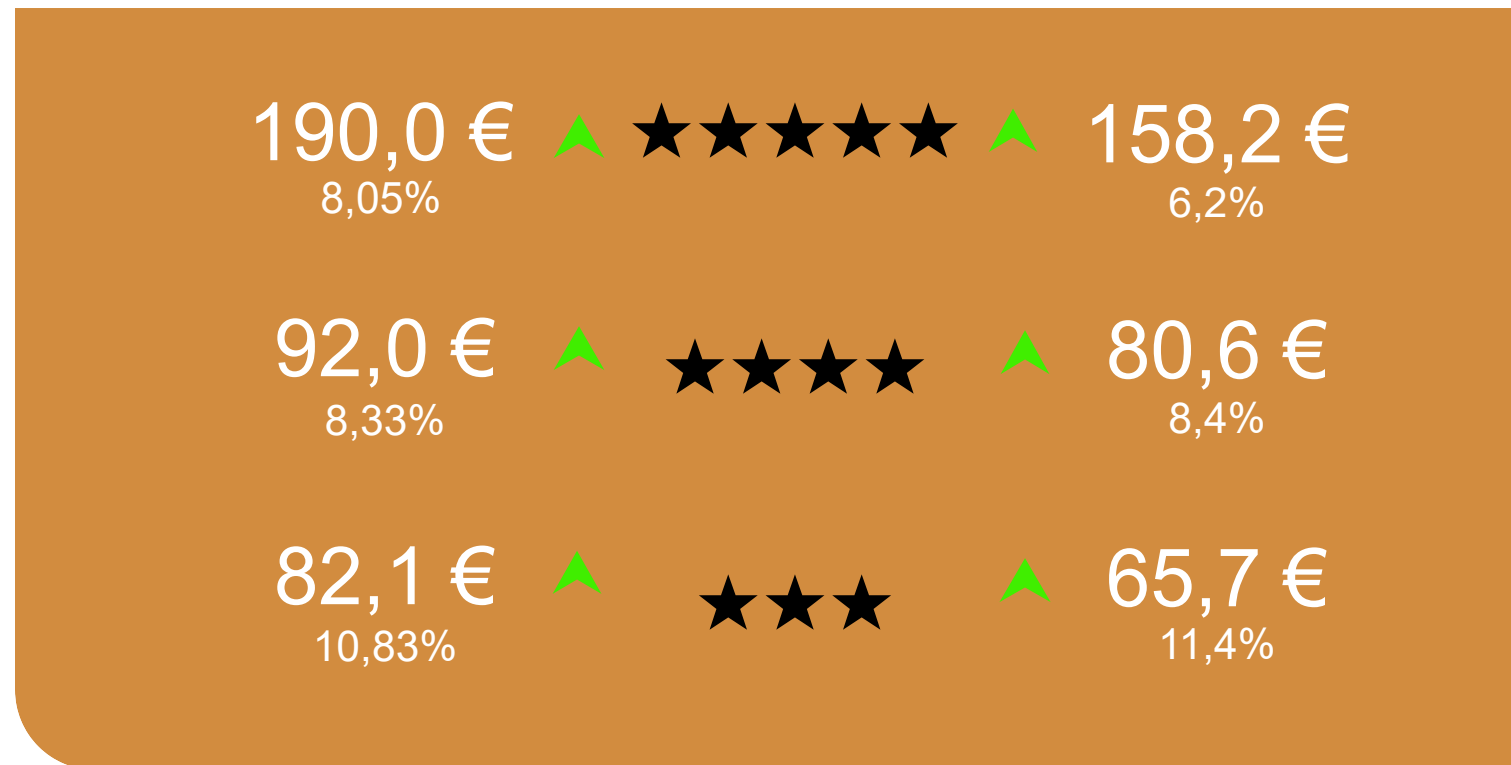 190,0 € ★★★★★ 158,2 €
8,05% 6,2%
92,0 € ★★★★ 80,6 €
8,33% 8,4%
82,1 € ★★★ 65,7 €
10,83% 11,4%